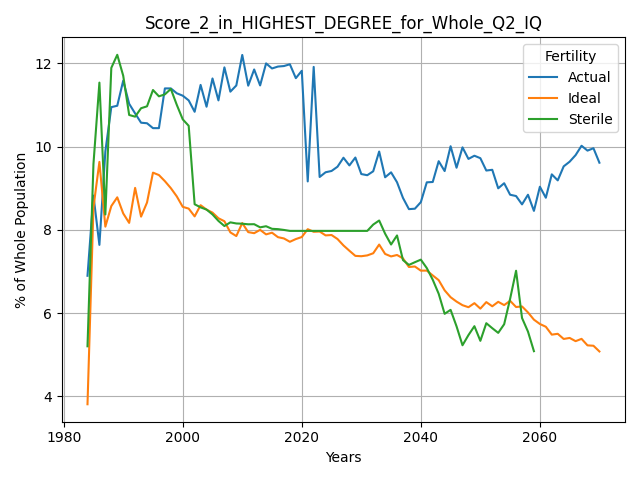 Score_2_in_HIGHEST_DEGREE_for_Whole_Q2_IQ
Fertility
Actual
Ideal
Sterile
% of Whole Population
12
10
8
6
4
1980 2000 2020 2040 2060
Years